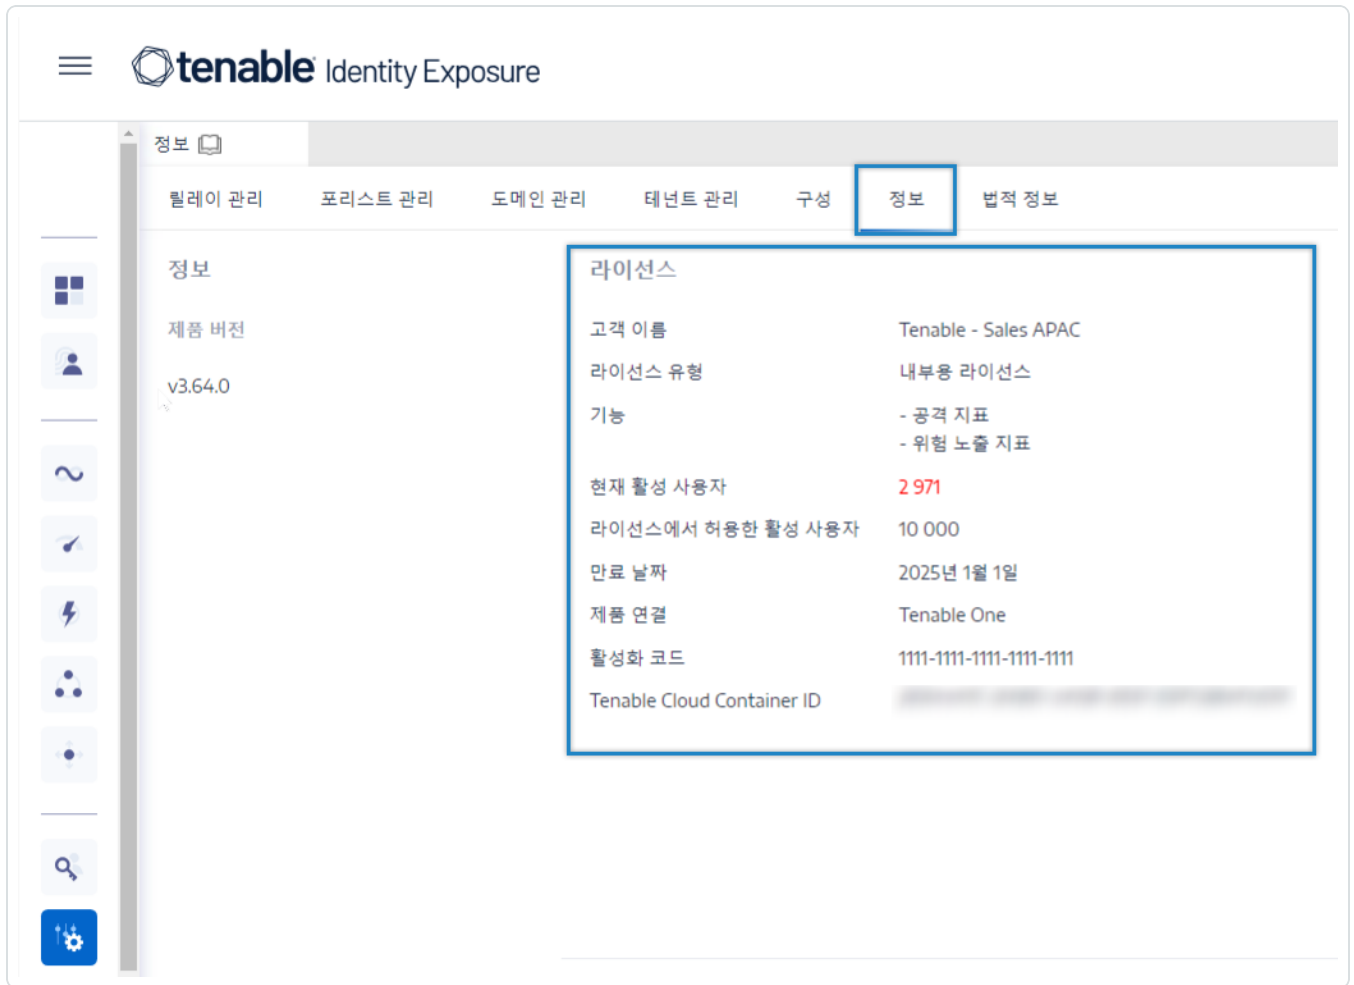 tenable Identity Exposure
정보
릴레이 관리 포리스트 관리 도메인 관리 테넌트 관리 구성 정보 법적 정보
정보
제품 버전
v3.64.0
라이선스
고객 이름 Tenable - Sales APAC
라이선스 유형 내부용 라이선스
기능 - 공격 지표
- 위험 노출 지표
현재 활성 사용자 2 971
라이선스에서 허용한 활성 사용자 10 000
만료 날짜 2025년 1월 1일
제품 연결 Tenable One
활성화 코드 1111-1111-1111-1111-1111
Tenable Cloud Container ID